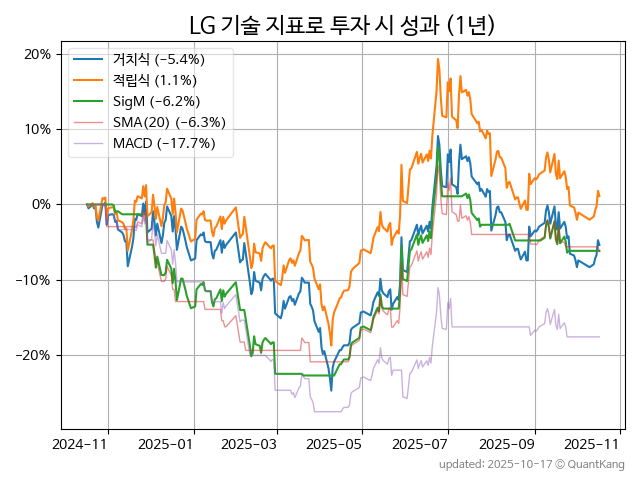 LG 기술 지표로 투자 시 성과 (1년)
거치식 (−5.4%)
적립식 (1.1%)
SigM (−6.2%)
SMA(20) (−6.3%)
MACD (−17.7%)
20%
10%
0%
−10%
−20%
2024-11
2025-01
2025-03
2025-05
2025-07
2025-09
2025-11
updated: 2025-10-17 © QuantKang